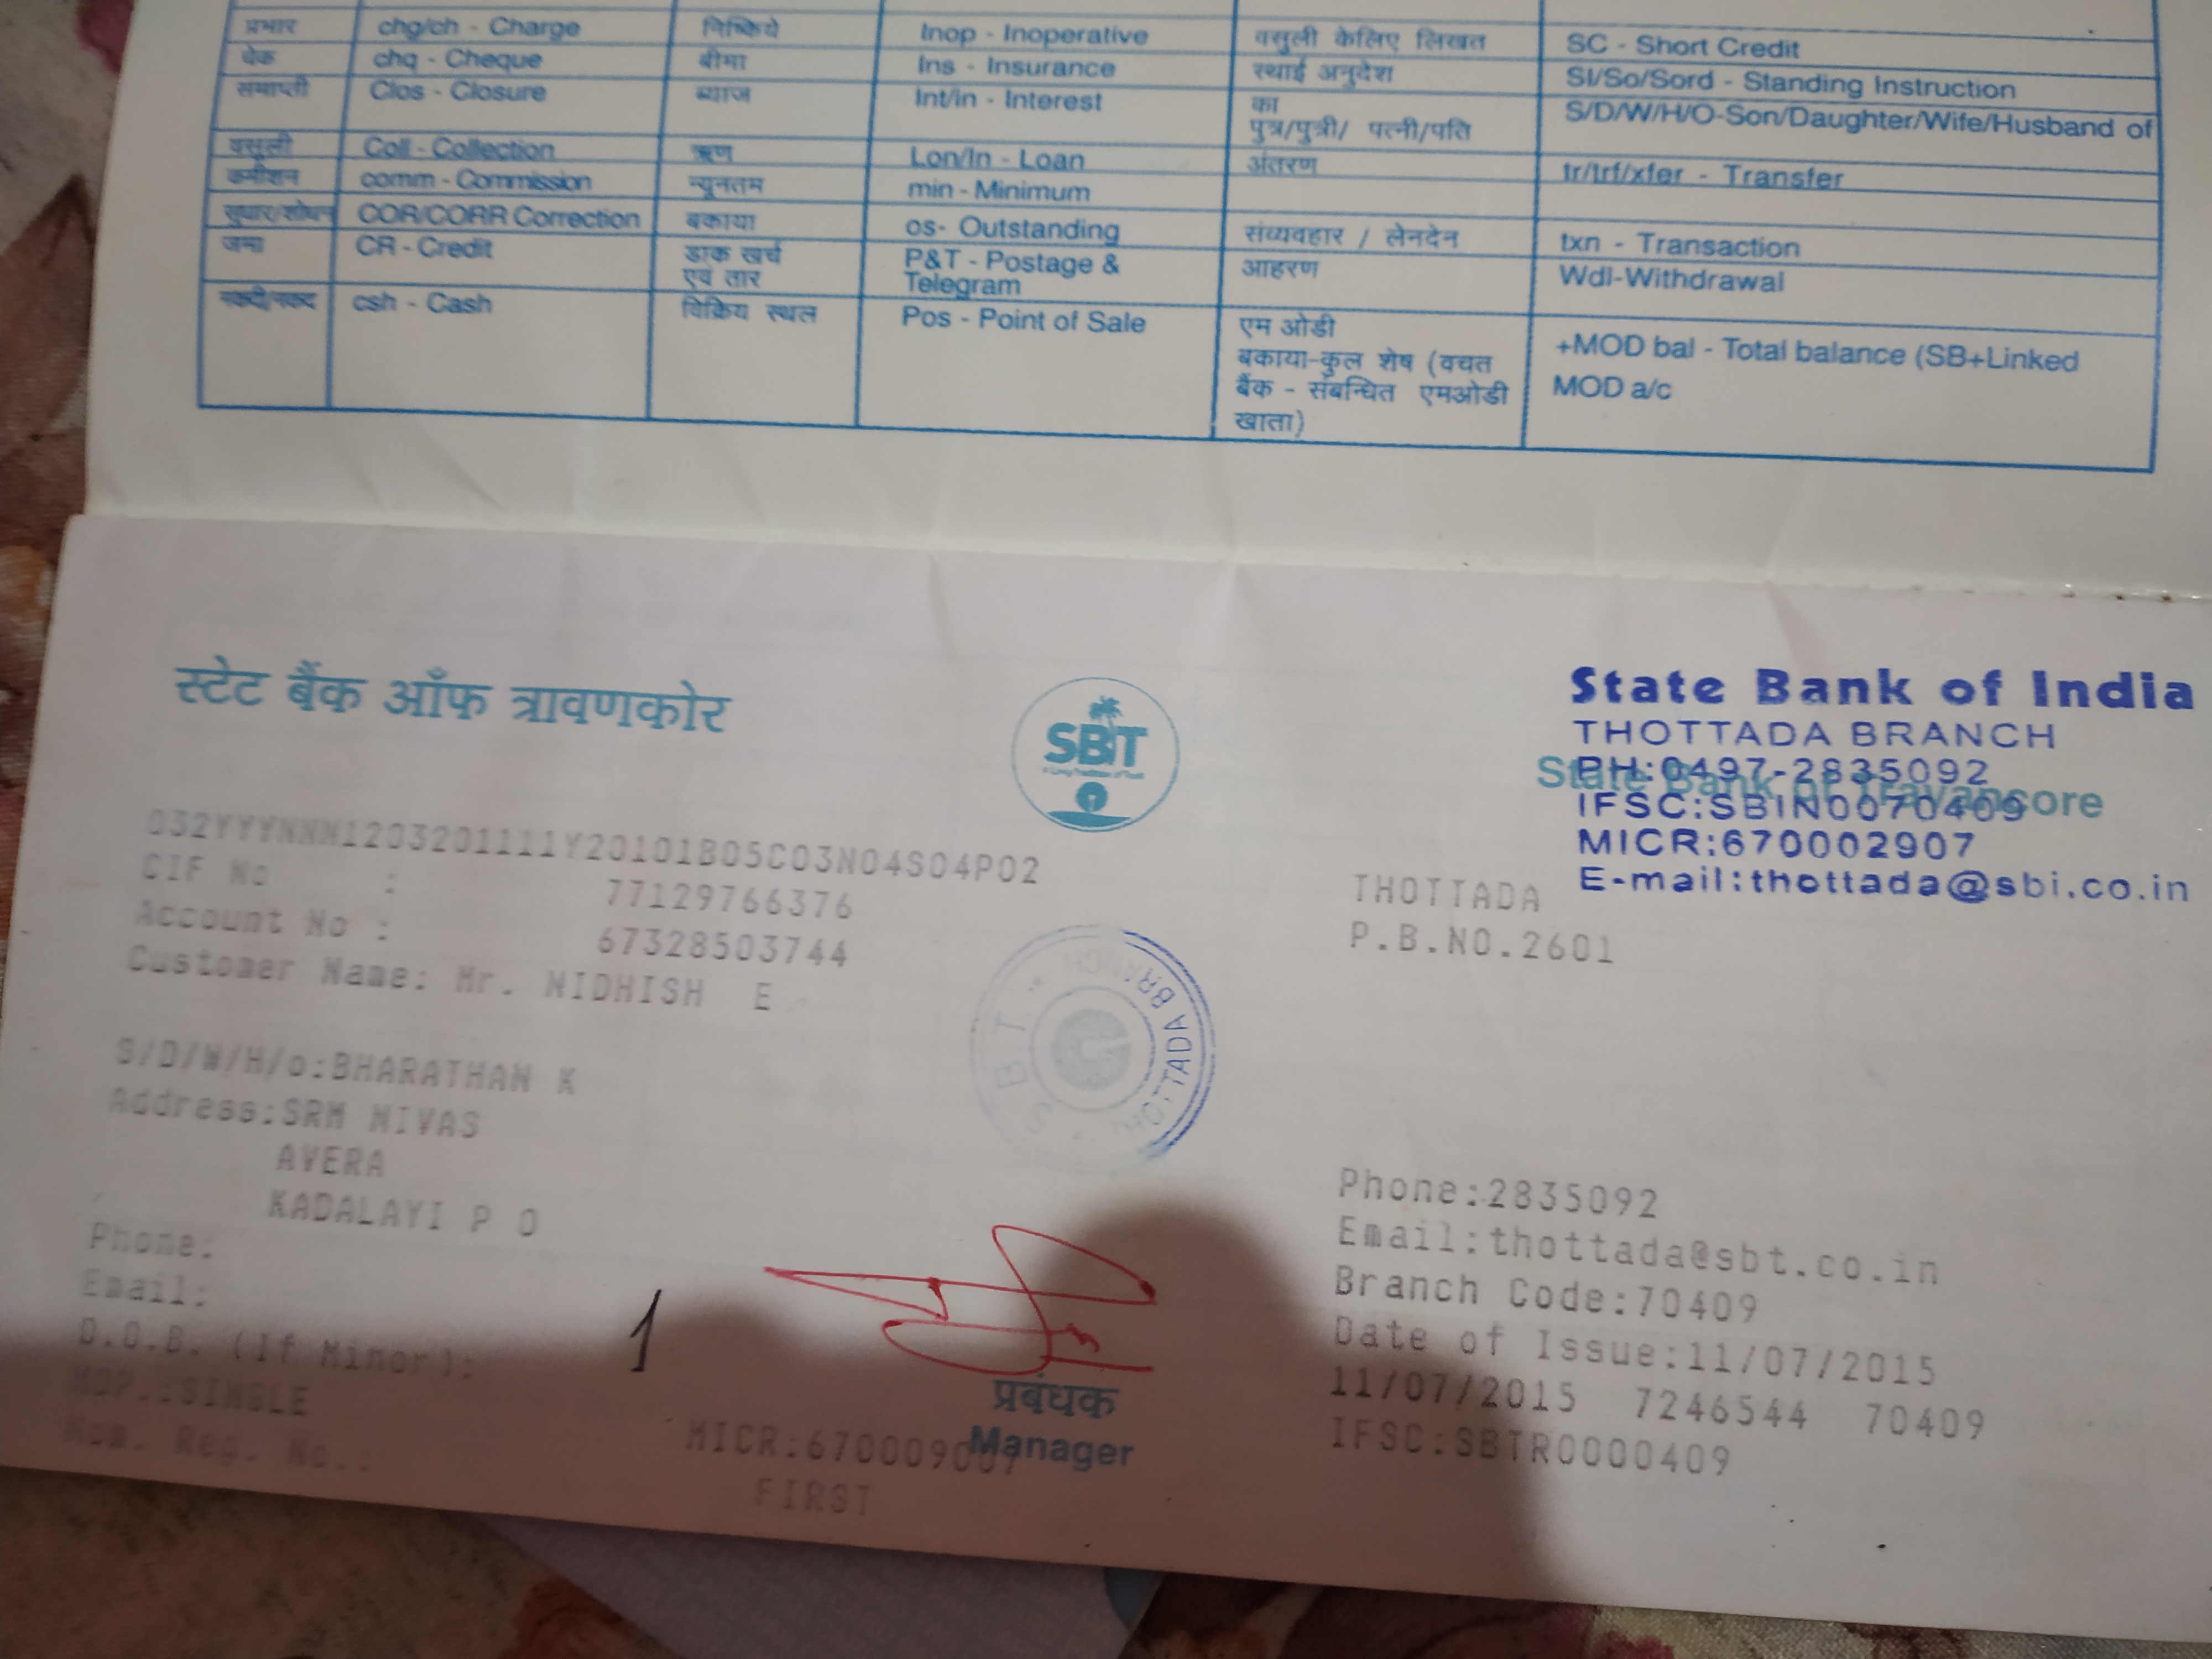 प्रभार chg/ch - Charge निष्क्रिय Inop - Inoperative वसूली केलिए लिखत SC - Short Credit
चेक chq - Cheque बीमा Ins - Insurance स्थाई अनुदेश SI/So/Sord - Standing Instruction
समाप्ती Clos - Closure ब्याज Int/in - Interest का पुत्र/पुत्री/ पत्नी/पति S/D/W/H/O-Son/Daughter/Wife/Husband of
वसूली Coll - Collection ऋण Lon/ln - Loan अंतरण tr/trf/xfer - Transfer
कमीशन comm - Commission न्यूनतम min - Minimum
COR/CORR Correction बकाया os- Outstanding संव्यवहार / लेनदेन txn - Transaction
जमा CR - Credit डाक खर्च एवं तार P&T - Postage & Telegram आहरण Wdl-Withdrawal
csh - Cash विक्रय स्थल Pos - Point of Sale एम ओडी बकाया-कुल शेष (बचत बैंक - संबन्धित एमओडी खाता) +MOD bal - Total balance (SB+Linked MOD a/c
स्टेट बैंक ऑफ त्रावणकोर
SBT
State Bank of India
THOTTADA BRANCH
PH:0497-2835092
State Bank of Travancore
IFSC:SBIN0070409
MICR:670002907
E-mail:thottada@sbi.co.in
032YYYNNN12032011111Y2010101B05C03N04S04P02
CIF No : 77129766376
Account No : 67328503744
Customer Name: Mr. NIDHISH E
THOTTADA
P.B.NO.2601
S/D/W/H/o:BHARATHAN K
Address:SRM NIVAS
AVERA
KADALAYI P O
S.B.T.
THOTTADA BRANCH
Phone:
Email:
D.O.B. (If Minor):
MOP.:SINGLE
Nom. Reg. No.:
1
Phone:2835092
Email:thottada@sbt.co.in
Branch Code:70409
Date of Issue:11/07/2015
11/07/2015 7246544 70409
IFSC:SBTR0000409
प्रबंधक
Manager
MICR:670009007
FIRST